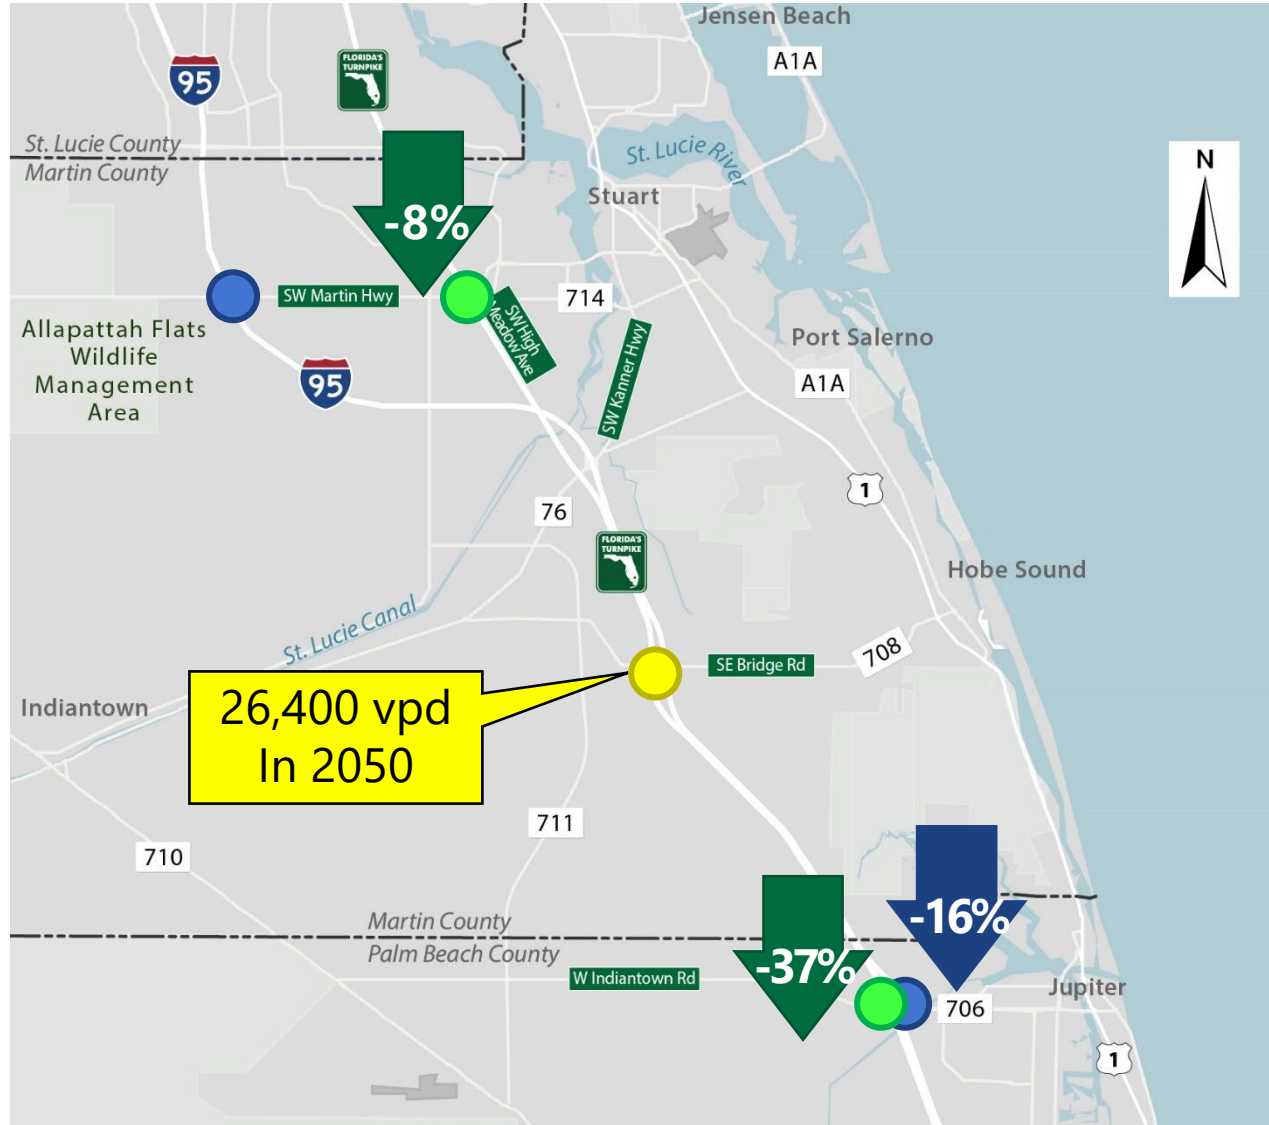 Jensen Beach
A1A
95
FLORIDA'S
TURNPIKE
St. Lucie County
Martin County
St. Lucie River
N
Stuart
-8%
SW Martin Hwy
714
SW High
Meadow Ave
Allapattah Flats
Wildlife
Management
Area
95
SW Kanner Hwy
Port Salerno
A1A
1
76
FLORIDA'S
TURNPIKE
Hobe Sound
St. Lucie Canal
708
SE Bridge Rd
Indiantown
26,400 vpd
In 2050
711
710
Martin County
Palm Beach County
-16%
-37%
W Indiantown Rd
706
Jupiter
1